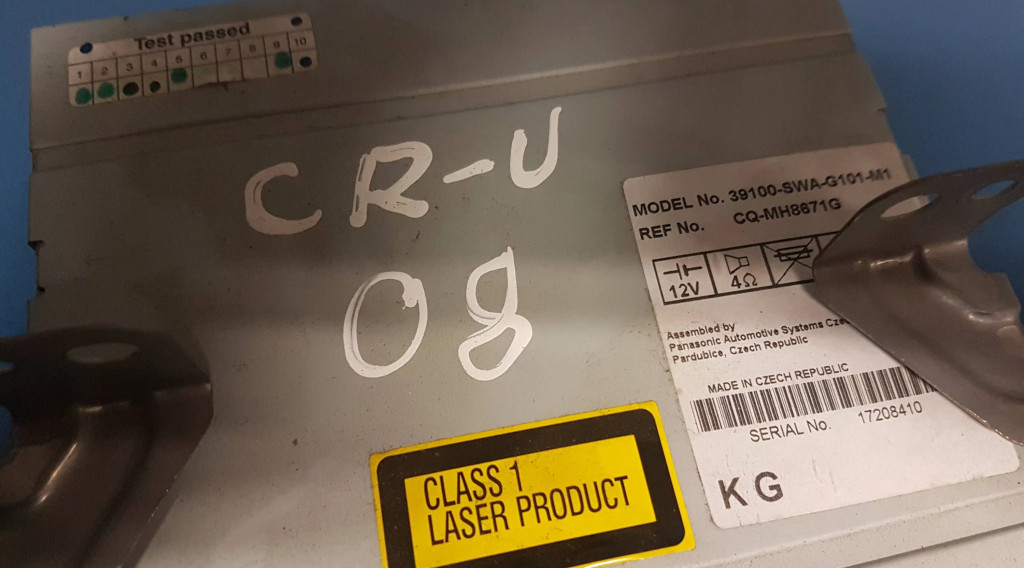 Test passed
1 2 3 4 5 6 7 8 9 10
CR-U
08
MODEL No. 39100-SWA-G101-M1
REF No. CQ-MH8671G
12V 4Ω
Assembled by
Panasonic Automotive Systems
Pardubice, Czech Republic
MADE IN CZECH REPUBLIC
SERIAL No. 17208410
KG
CLASS 1
LASER PRODUCT